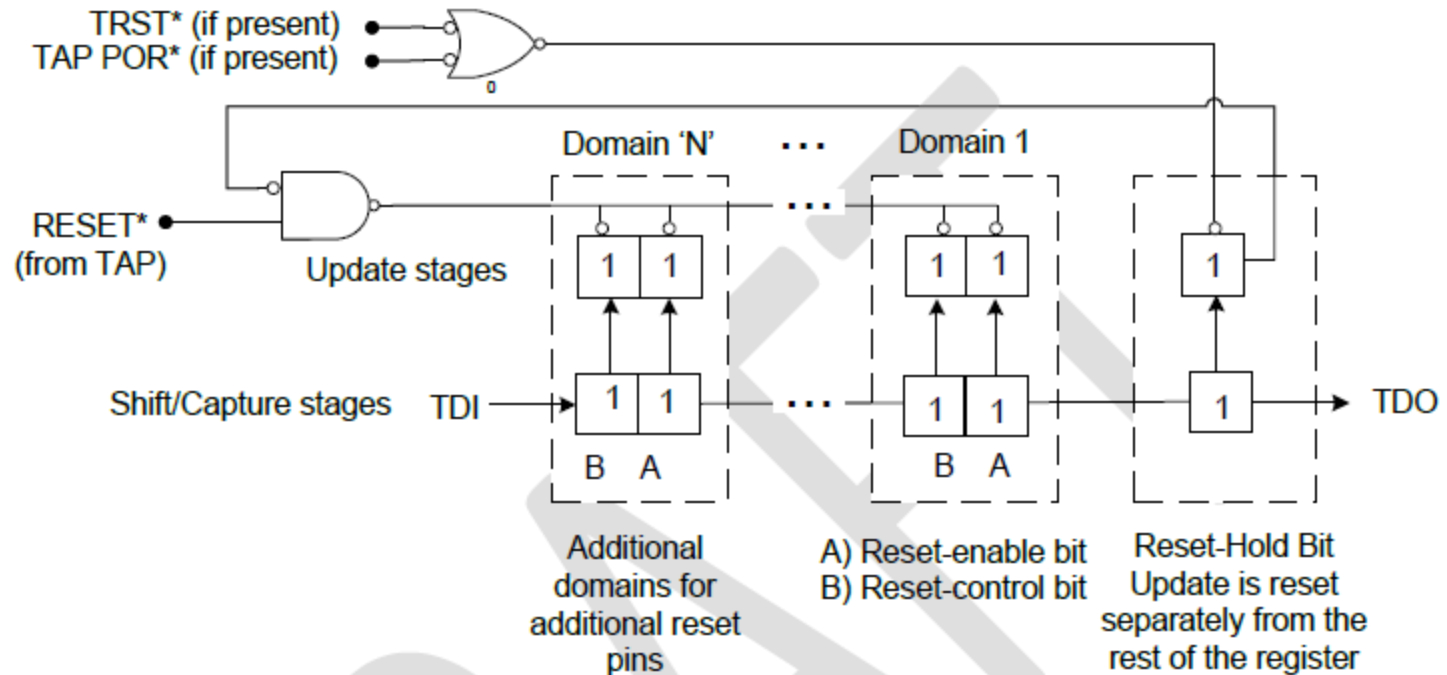 TRST* (if present)
TAP POR* (if present)
0
Domain ‘N’
. . .
Domain 1
RESET*
(from TAP)
. . .
Update stages
1 1
1 1
1
Shift/Capture stages
TDI
1 1
. . .
1 1
1
TDO
B A
B A
Additional
domains for
additional reset
pins
A) Reset-enable bit
B) Reset-control bit
Reset-Hold Bit
Update is reset
separately from the
rest of the register